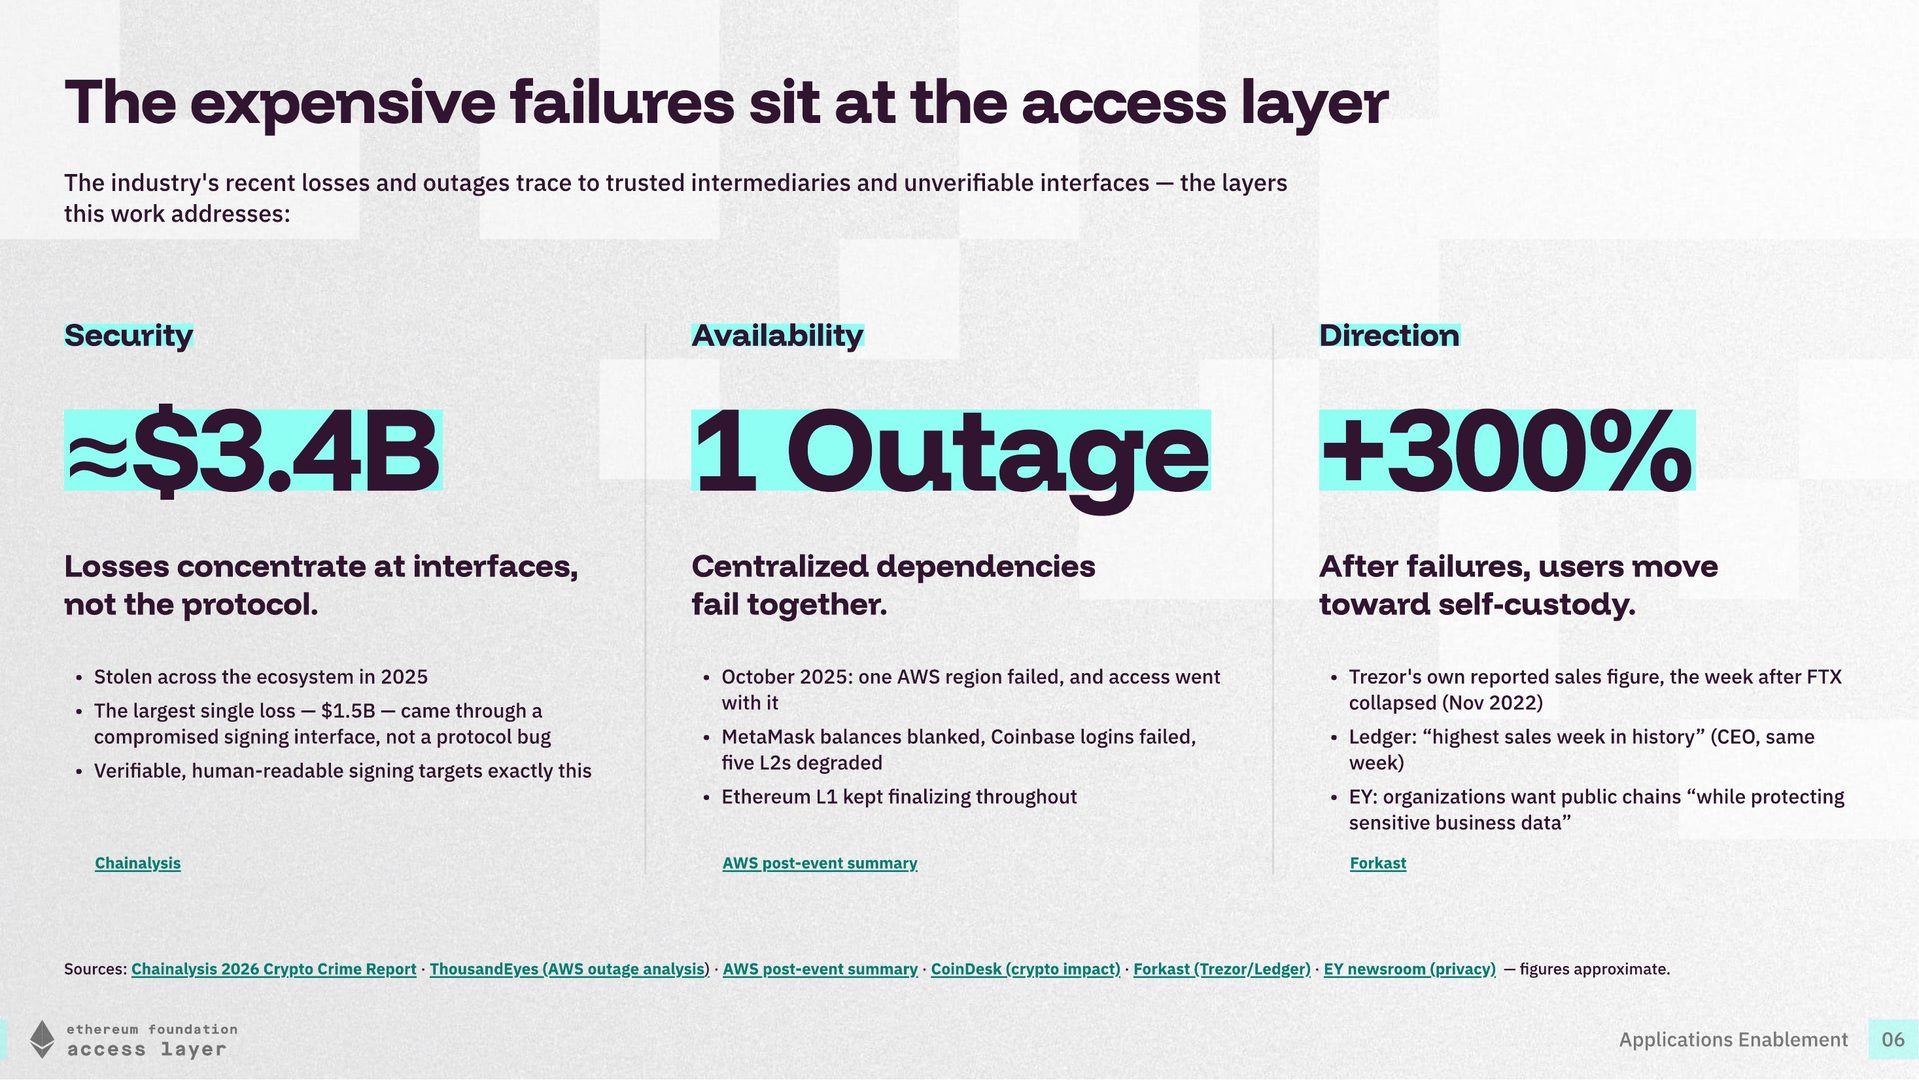 The expensive failures sit at the access layer
The industry's recent losses and outages trace to trusted intermediaries and unverifiable interfaces — the layers
this work addresses:
Security
≈$3.4B
Losses concentrate at interfaces,
not the protocol.
• Stolen across the ecosystem in 2025
• The largest single loss — $1.5B — came through a
compromised signing interface, not a protocol bug
• Verifiable, human-readable signing targets exactly this
Chainalysis
Availability
1 Outage
Centralized dependencies
fail together.
• October 2025: one AWS region failed, and access went
with it
• MetaMask balances blanked, Coinbase logins failed,
five L2s degraded
• Ethereum L1 kept finalizing throughout
AWS post-event summary
Direction
+300%
After failures, users move
toward self-custody.
• Trezor's own reported sales figure, the week after FTX
collapsed (Nov 2022)
• Ledger: “highest sales week in history” (CEO, same
week)
• EY: organizations want public chains “while protecting
sensitive business data”
Forkast
Sources: Chainalysis 2026 Crypto Crime Report · ThousandEyes (AWS outage analysis) · AWS post-event summary · CoinDesk (crypto impact) · Forkast (Trezor/Ledger) · EY newsroom (privacy) — figures approximate.
ethereum foundation
access layer
Applications Enablement 06